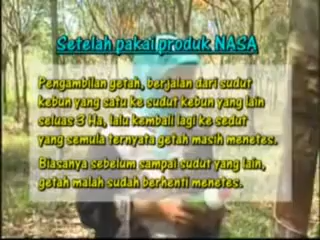 Setelah pakai produk NASA
Pengambilan getah, berjalan dari sudut
kebun yang satu ke sudut kebun yang lain
seluas 3 Ha, lalu kembali lagi ke sedut
yang semula ternyata getah masih menetes.
Biasanya sebelum sampai sudut yang lain,
getah malah sudah berhenti menetes.